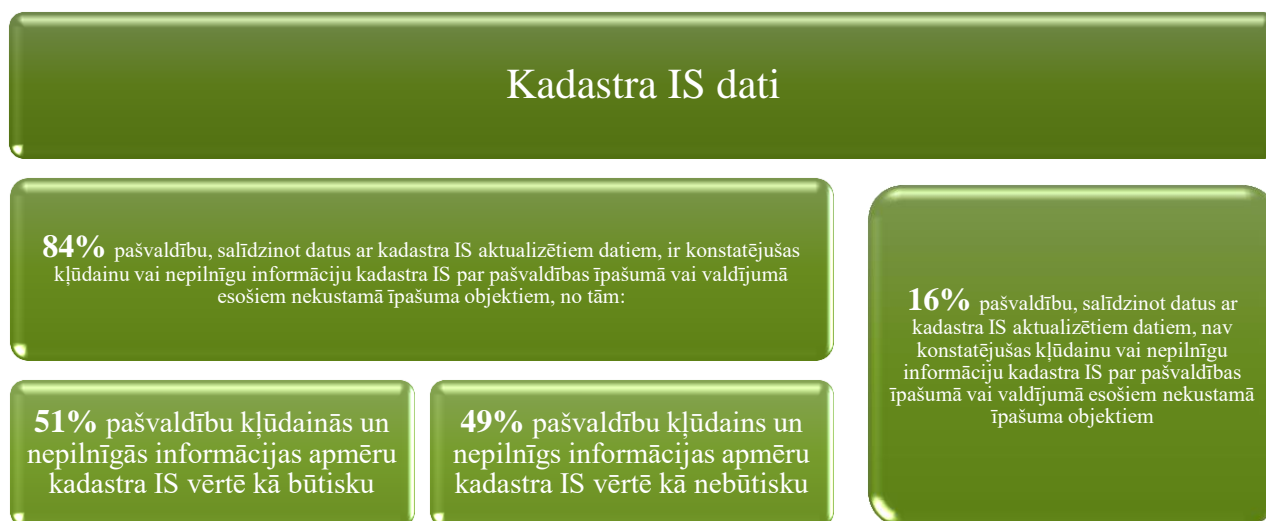 Kadastra IS dati
84% pašvaldību, salīdzinot datus ar kadastra IS aktualizētiem datiem, ir konstatējušas
kļūdainu vai nepilnīgu informāciju kadastra IS par pašvaldības īpašumā vai valdījumā
esošiem nekustamā īpašuma objektiem, no tām:
51% pašvaldību kļūdainās un
nepilnīgās informācijas apmēru
kadastra IS vērtē kā būtisku
49% pašvaldību kļūdains un
nepilnīgs informācijas apmēru
kadastra IS vērtē kā nebūtisku
16% pašvaldību, salīdzinot datus ar
kadastra IS aktualizētiem datiem, nav
konstatējušas kļūdainu vai nepilnīgu
informāciju kadastra IS par pašvaldības
īpašumā vai valdījumā esošiem nekustamā
īpašuma objektiem